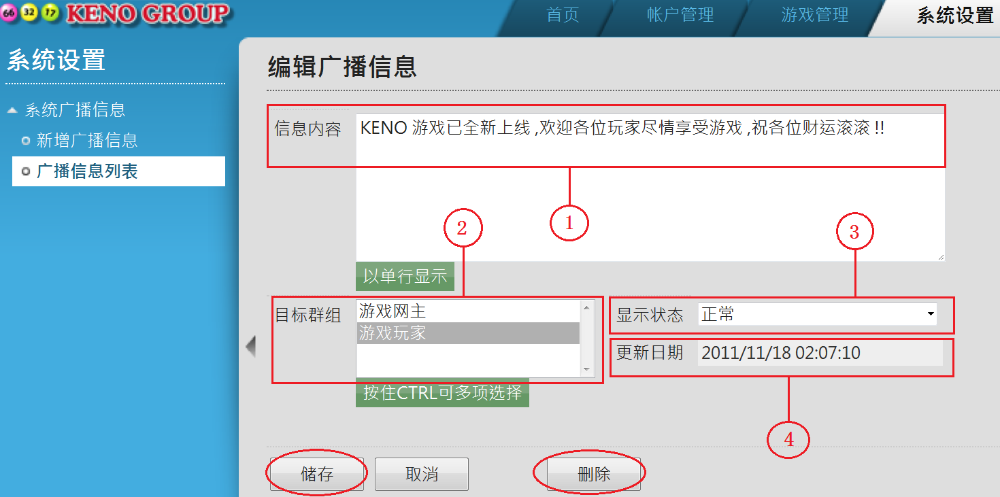 66 32 17 KENO GROUP
首页 帐户管理 游戏管理 系统设置
系统设置
系统广播信息
新增广播信息
广播信息列表
编辑广播信息
信息内容 KENO 游戏已全新上线 ,欢迎各位玩家尽情享受游戏 ,祝各位财运滚滚 !!
1
2
3
以单行显示
目标群组 游戏网主
游戏玩家
按住CTRL可多项选择
显示状态 正常
更新日期 2011/11/18 02:07:10
4
储存 取消 删除